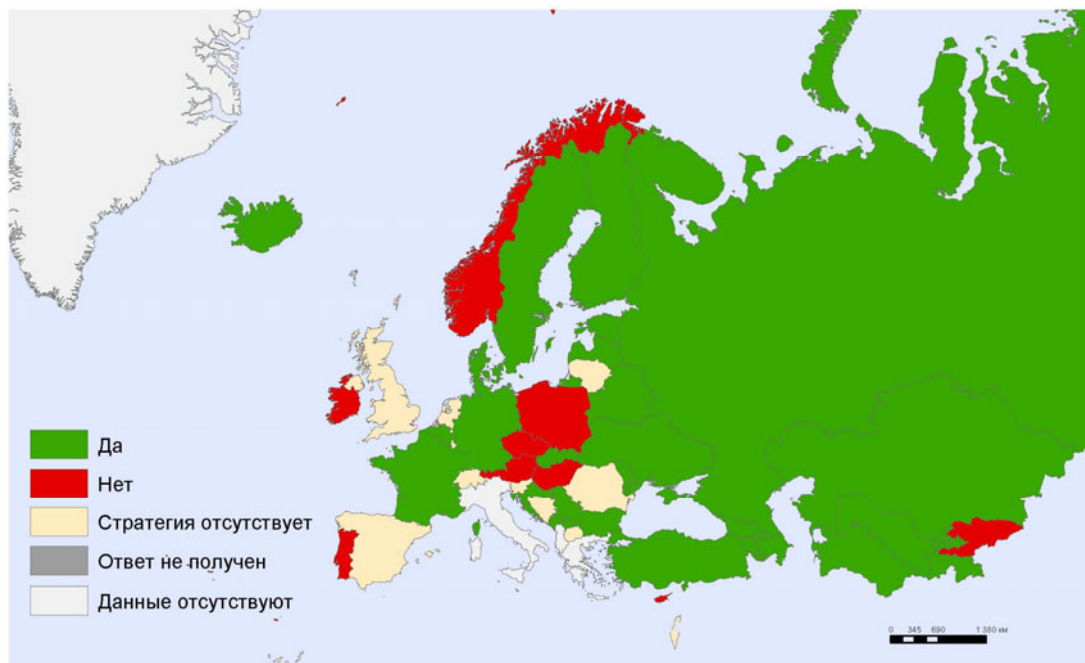 Да
Нет
Стратегия отсутствует
Ответ не получен
Данные отсутствуют
0 345 690 1 380 км